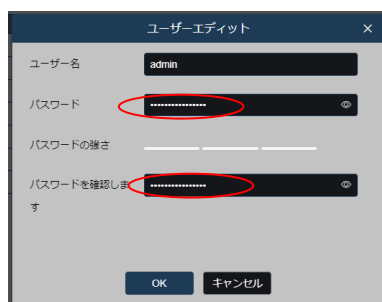 ユーザーエディット
ユーザー名 admin
パスワード ••••••••••••••••
パスワードの強さ
パスワードを確認しま ••••••••••••••••
す
OK キャンセル